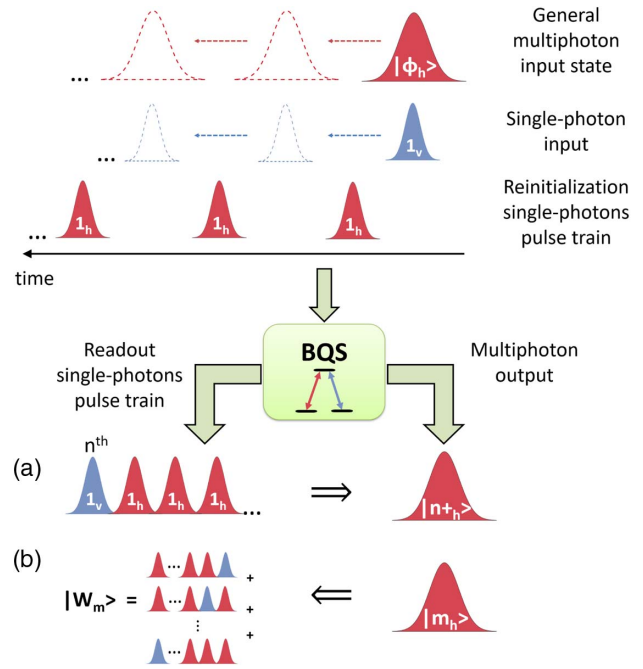 General
multiphoton
input state
...
|ϕh>
Single-photon
input
...
1v
Reinitialization
single-photons
pulse train
...
1h
1h
1h
time
BQS
Readout
single-photons
pulse train
Multiphoton
output
(a)
nth
1v
1h
1h
1h
...
⇒
|n+h>
(b)
|Wm> =
...
+
...
+
⋮
+
...
⇐
|mh>